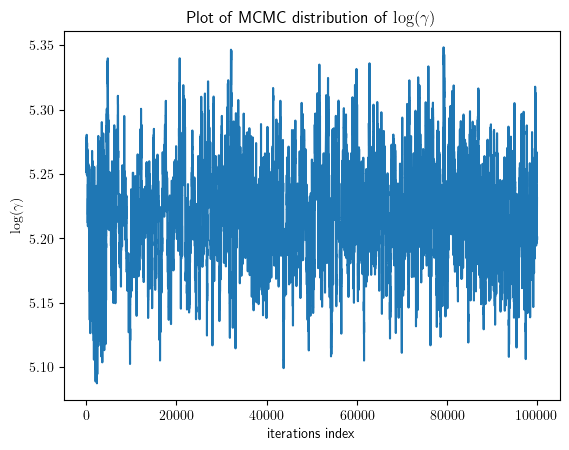 Plot of MCMC distribution of log(γ)
5.35
5.30
5.25
5.20
5.15
5.10
log(γ)
0 20000 40000 60000 80000 100000
iterations index